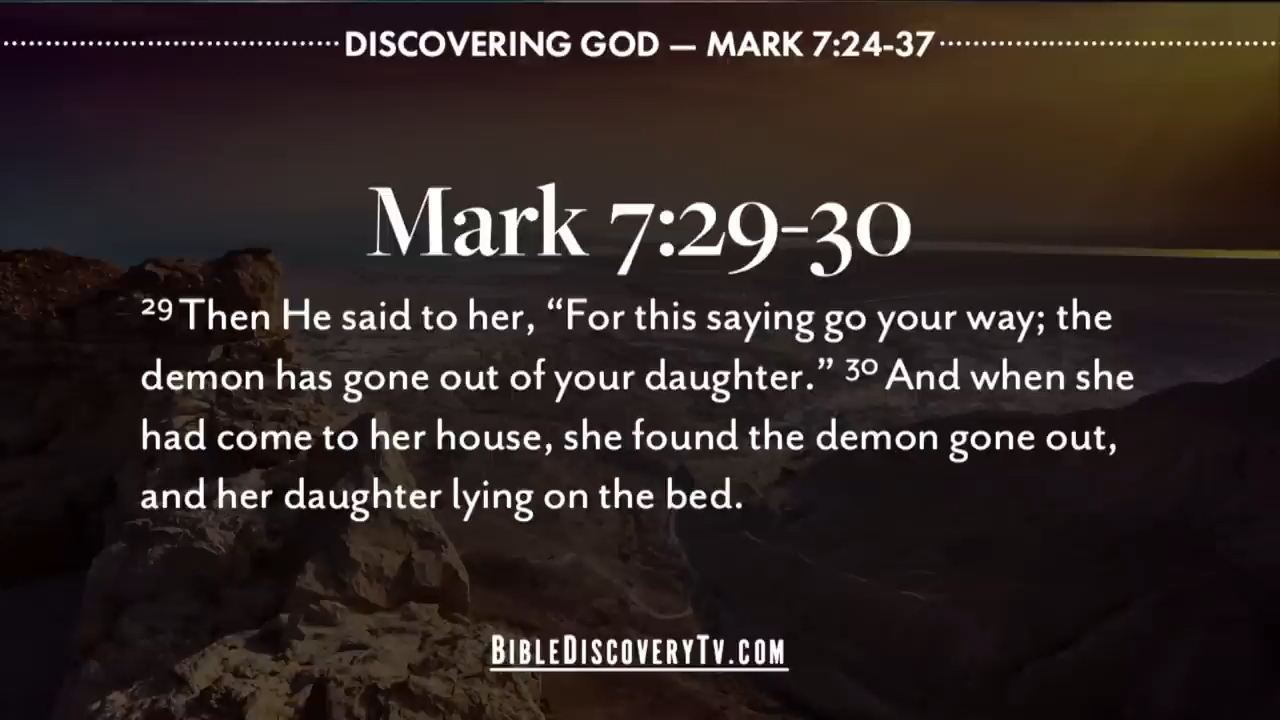 DISCOVERING GOD — MARK 7:24-37
Mark 7:29-30
29 Then He said to her, “For this saying go your way; the
demon has gone out of your daughter.” 30 And when she
had come to her house, she found the demon gone out,
and her daughter lying on the bed.
BIBLEDISCOVERYTV.COM